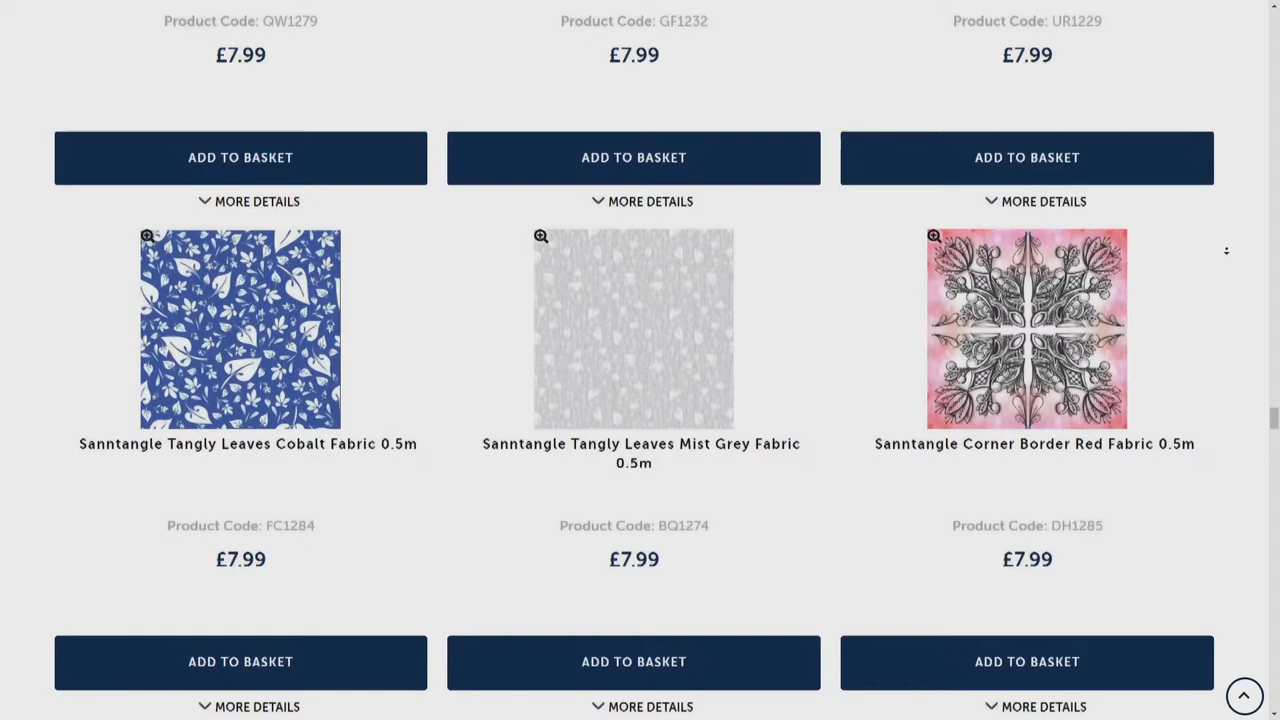 Product Code: QW1279
Product Code: GF1232
Product Code: UR1229
£7.99
£7.99
£7.99
ADD TO BASKET
ADD TO BASKET
ADD TO BASKET
MORE DETAILS
MORE DETAILS
MORE DETAILS
Sanntangle Tangly Leaves Cobalt Fabric 0.5m
Sanntangle Tangly Leaves Mist Grey Fabric
0.5m
Sanntangle Corner Border Red Fabric 0.5m
Product Code: FC1284
Product Code: BQ1274
Product Code: DH1285
£7.99
£7.99
£7.99
ADD TO BASKET
ADD TO BASKET
ADD TO BASKET
MORE DETAILS
MORE DETAILS
MORE DETAILS